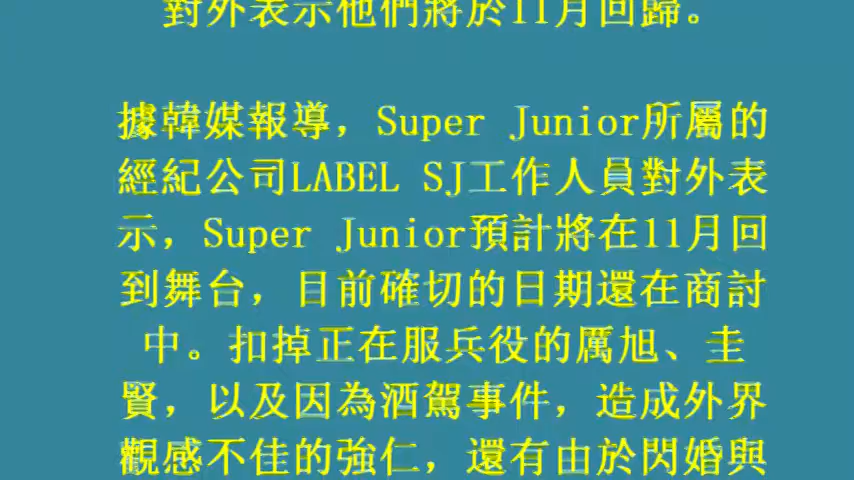 對外表示他們將於11月回歸。
據韓媒報導，Super Junior所屬的
經紀公司LABEL SJ工作人員對外表
示，Super Junior預計將在11月回
到舞台，目前確切的日期還在商討
中。扣掉正在服兵役的厲旭、圭
賢，以及因為酒駕事件，造成外界
觀感不佳的強仁，還有由於閃婚與